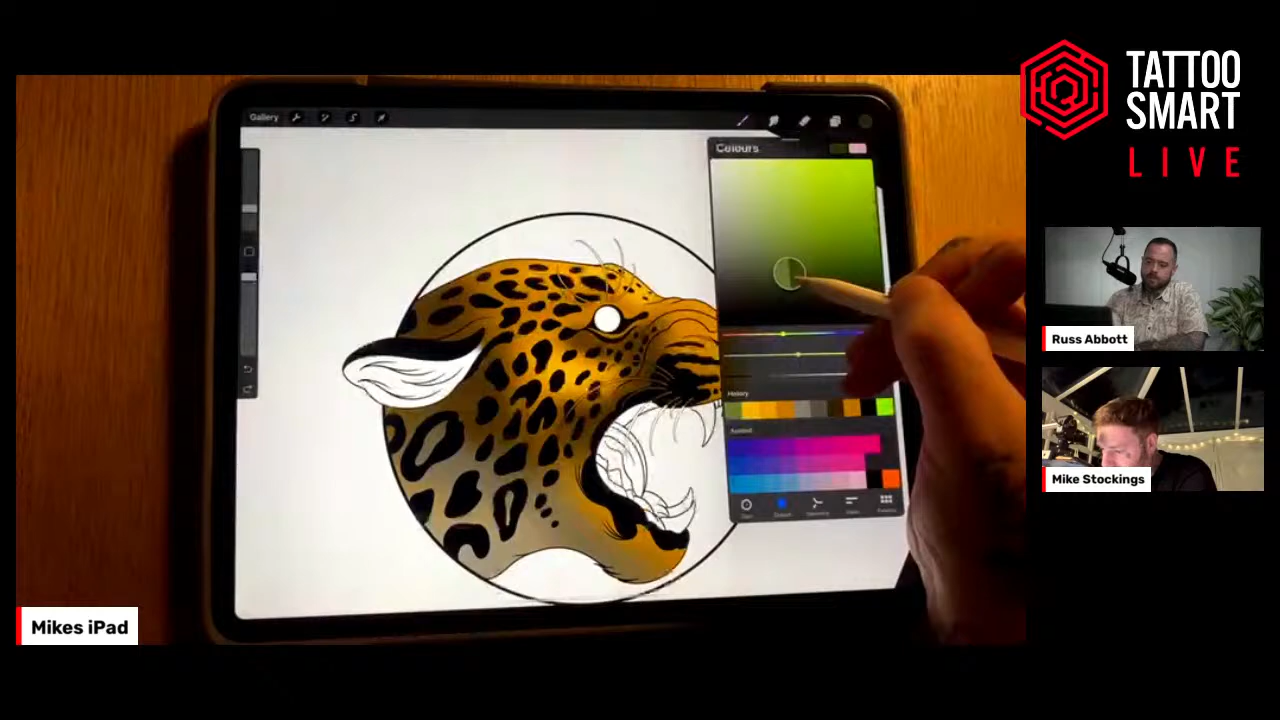 TATTOO
SMART
LIVE
Gallery
Colours
Russ Abbott
History
Mike Stockings
Mikes iPad